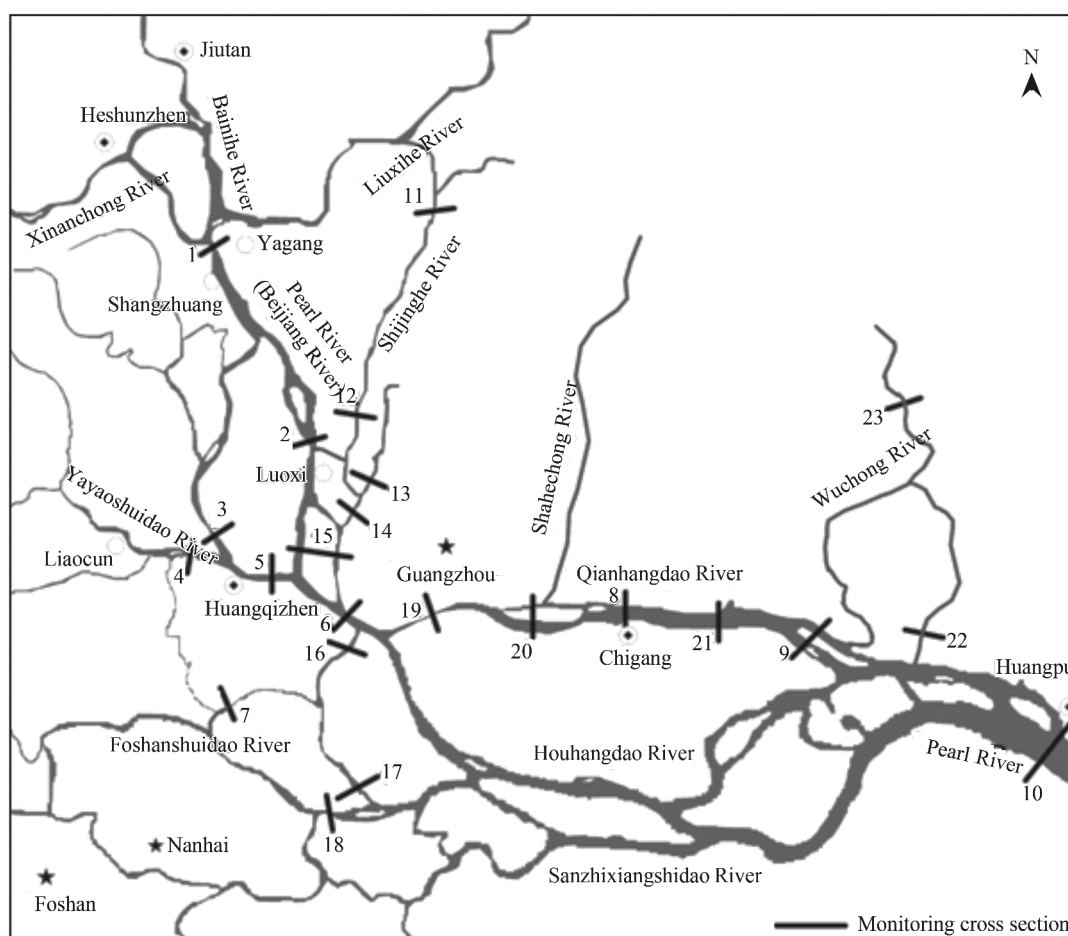 Jiutan
N
Heshunzhen
Bainihe River
Liuxihe River
Xinanchong River
11
1
Yagang
Shangzhuang
Pearl River
(Beijiang River)
Shijinghe River
12
2
23
Luoxi
13
Shahechong River
Wuchong River
Yayaoshuidao River
3
14
15
Liaocun
4
5
Guangzhou
Qianhangdao River
8
Huangqizhen
6
19
20
Chigang
21
9
22
16
Huangpu
7
Foshanshuidao River
Houhangdao River
Pearl River
17
10
18
Nanhai
Sanzhixiangshidao River
Foshan
Monitoring cross section